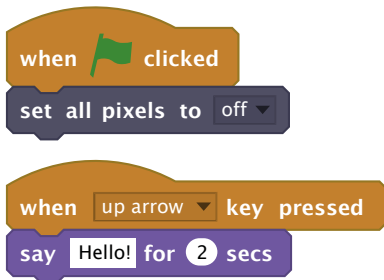 when clicked
set all pixels to off
when up arrow key pressed
say Hello! for 2 secs